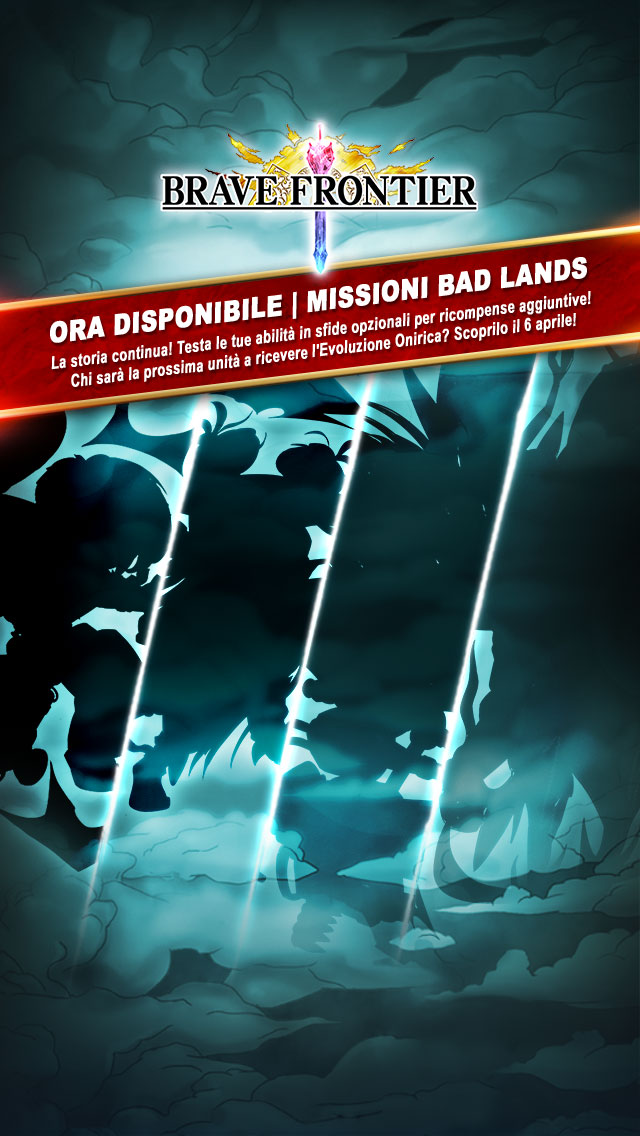 BRAVE FRONTIER
ORA DISPONIBILE | MISSIONI BAD LANDS
La storia continua! Testa le tue abilità in sfide opzionali per ricompense aggiuntive!
Chi sarà la prossima unità a ricevere l'Evoluzione Onirica? Scoprilo il 6 aprile!